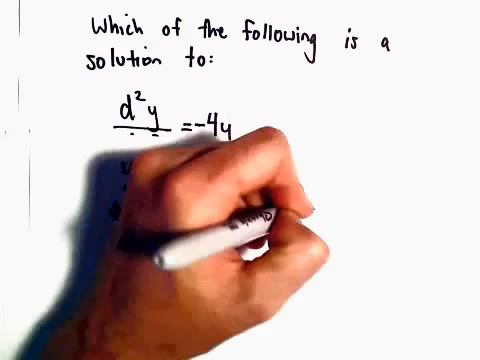 Which of the following is a
solution to:
d²y
= -4y